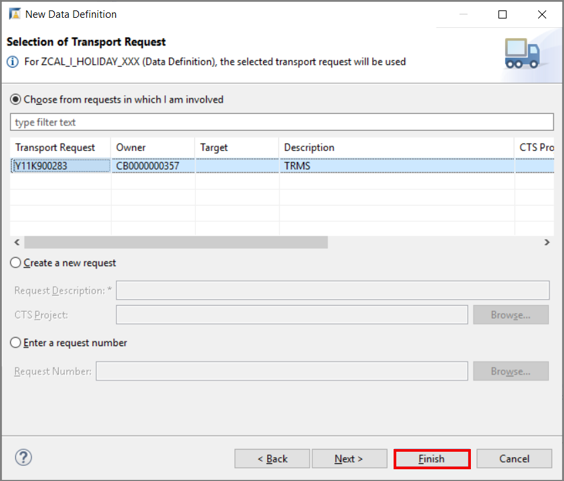 New Data Definition
Selection of Transport Request
For ZCAL_I_HOLIDAY_XXX (Data Definition), the selected transport request will be used
Choose from requests in which I am involved
type filter text
Transport Request Owner Target Description CTS Pro
Y11K900283 CB0000000357 TRMS
Create a new request
Request Description: *
CTS Project: Browse...
Enter a request number
Request Number: Browse...
< Back Next > Finish Cancel